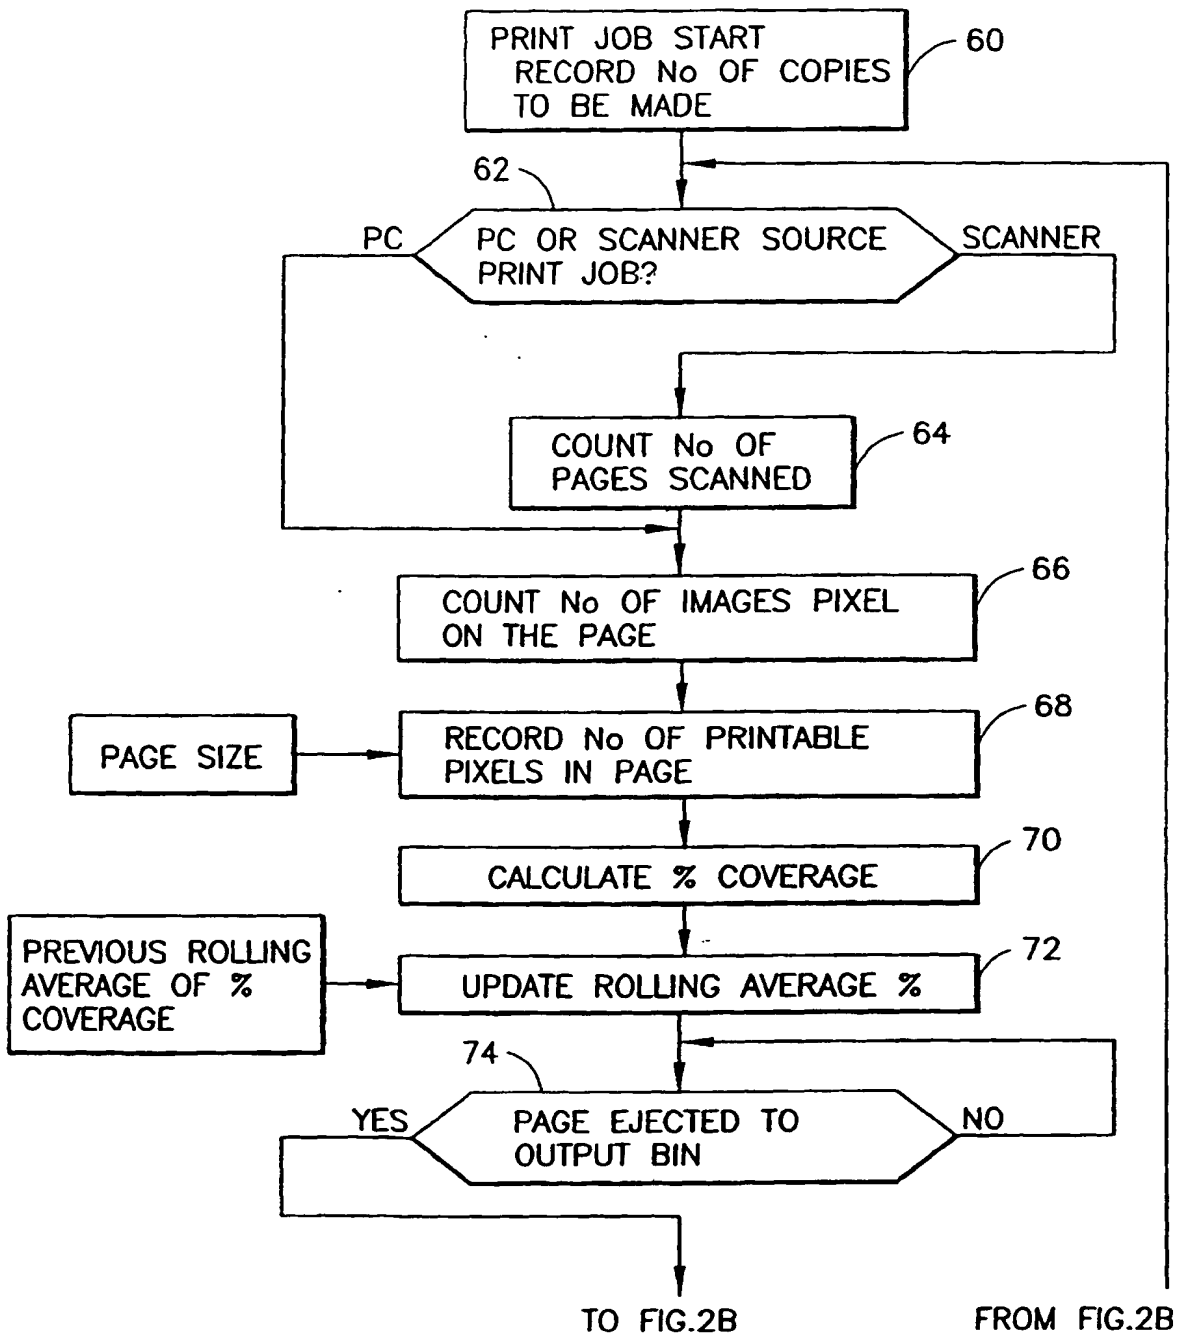 PRINT JOB START
RECORD No OF COPIES
TO BE MADE
60
62
PC
PC OR SCANNER SOURCE
PRINT JOB?
SCANNER
COUNT No OF
PAGES SCANNED
64
COUNT No OF IMAGES PIXEL
ON THE PAGE
66
PAGE SIZE
RECORD No OF PRINTABLE
PIXELS IN PAGE
68
CALCULATE % COVERAGE
70
PREVIOUS ROLLING
AVERAGE OF %
COVERAGE
UPDATE ROLLING AVERAGE %
72
74
YES
PAGE EJECTED TO
OUTPUT BIN
NO
TO FIG.2B
FROM FIG.2B